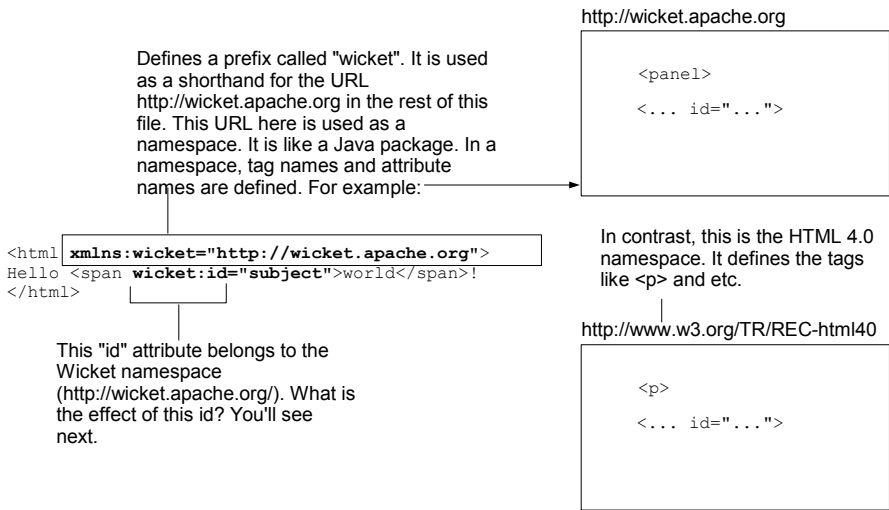 http://wicket.apache.org
Defines a prefix called "wicket". It is used
as a shorthand for the URL
http://wicket.apache.org in the rest of this
file. This URL here is used as a
namespace. It is like a Java package. In a
namespace, tag names and attribute
names are defined. For example:
<panel>
<... id="...">
<html xmlns:wicket="http://wicket.apache.org">
Hello <span wicket:id="subject">world</span>!
</html>
In contrast, this is the HTML 4.0
namespace. It defines the tags
like <p> and etc.
http://www.w3.org/TR/REC-html40
This "id" attribute belongs to the
Wicket namespace
(http://wicket.apache.org/). What is
the effect of this id? You'll see
next.
<p>
<... id="...">